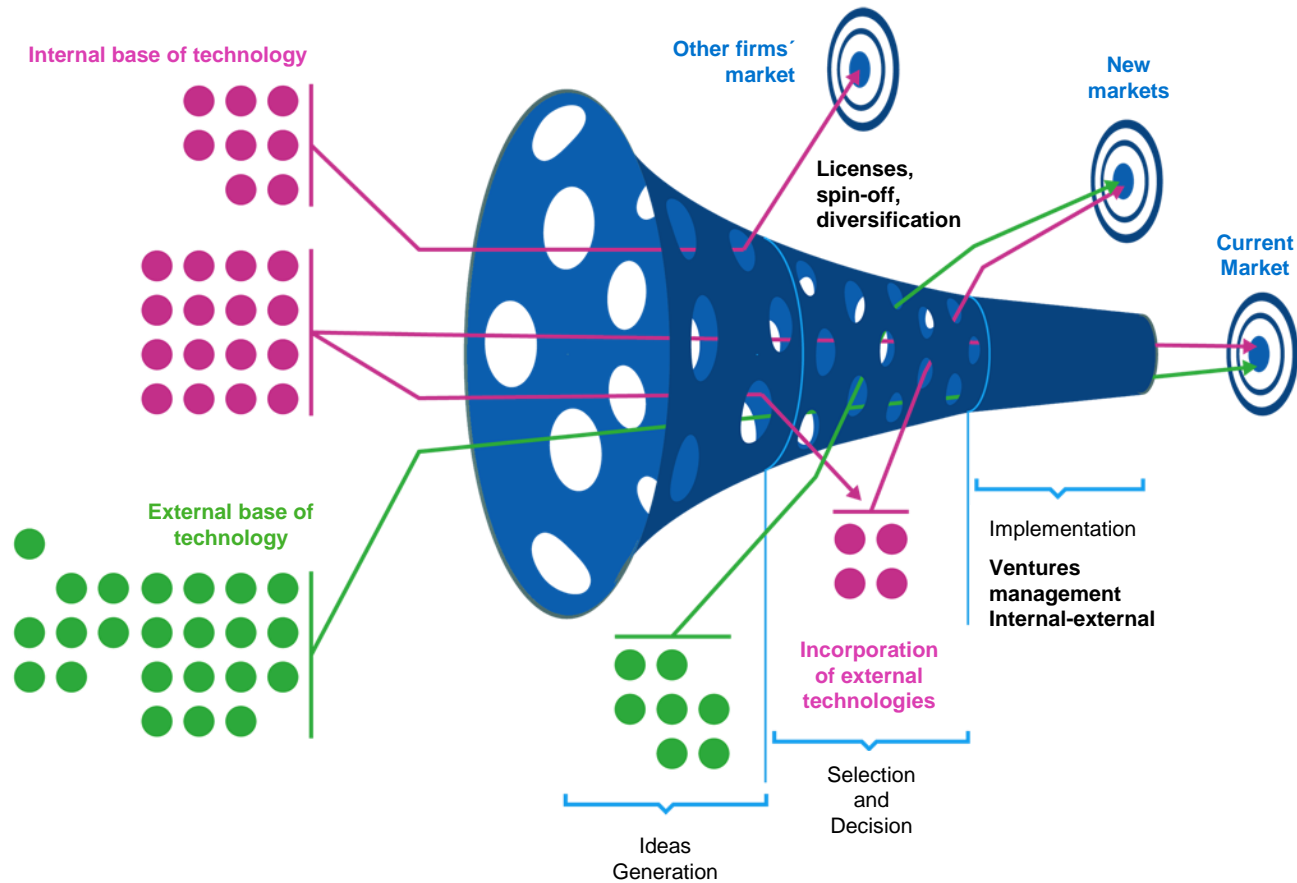 Internal base of technology
Other firms´
market
New
markets
Licenses,
spin-off,
diversification
Current
Market
External base of
technology
Implementation
Ventures
management
Internal-external
Incorporation
of external
technologies
Selection
and
Decision
Ideas
Generation